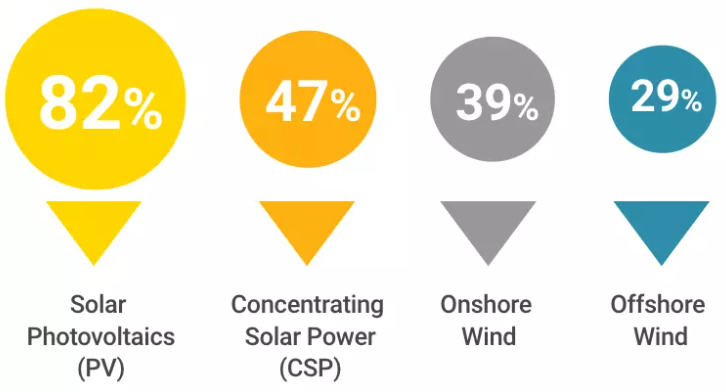 82%
47%
39%
29%
Solar
Photovoltaics
(PV)
Concentrating
Solar Power
(CSP)
Onshore
Wind
Offshore
Wind